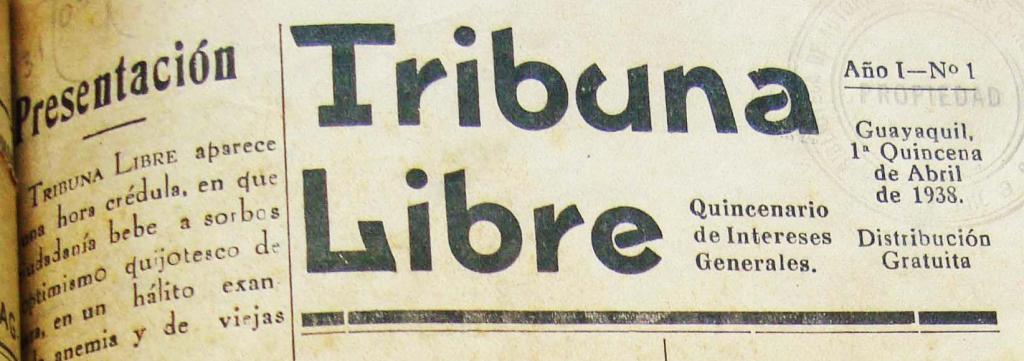 Presentación
TRIBUNA LIBRE aparece
hora crédula, en que
bebe a sorbos
quijotesco de
en un hálito exan-
anemia y de viejas
Tribuna
Libre
Quincenario
de Intereses
Generales.
Año I—Nº 1
PROPIEDAD
Guayaquil,
1ª Quincena
de Abril
de 1938.
Distribución
Gratuita